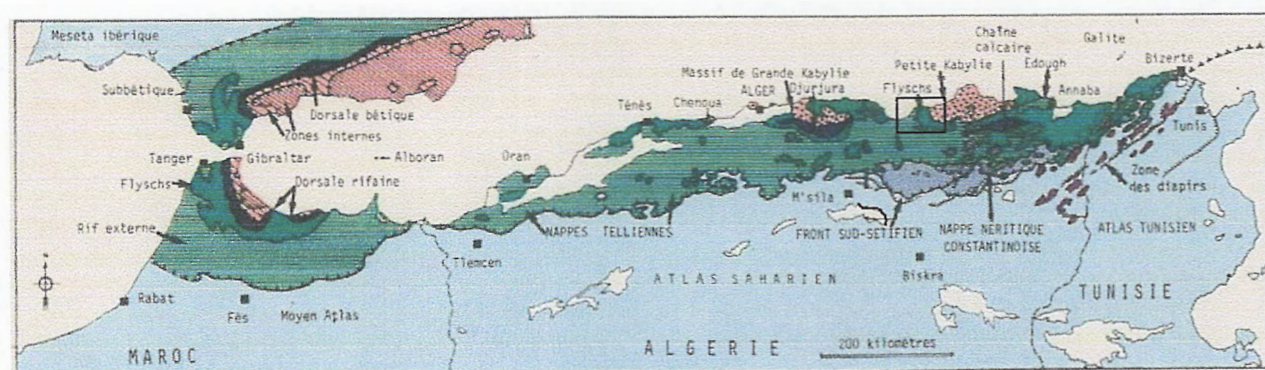 Meseta ibérique
Subbétique
Dorsale bétique
Zones internes
Tanger
Gibraltar
Alboran
Flyschs
Dorsale rifaine
Rif externe
Rabat
Fès
Moyen Atlas
MAROC
Oran
Ténès
Chenoua
ALGER
Massif de Grande Kabylie
Djurjura
Flyschs
Petite Kabylie
Chaîne
calcaire
Edough
Galite
Annaba
Bizerte
Tunis
Zome
des diapirs
Tlemcen
NAPPES TELLIENNES
M'sila
FRONT SUD-SETIFIEN
NAPPE NERITIQUE
CONSTANTINOISE
ATLAS TUNISIEN
Biskra
ATLAS SAHARIEN
TUNISIE
ALGERIE
200 kilomètres